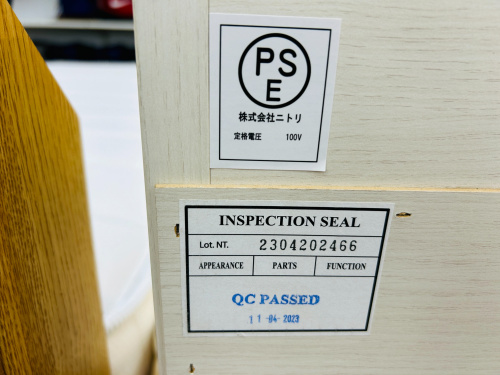 PS
E
株式会社ニトリ
定格電圧 100V
INSPECTION SEAL
Lot. NT. 2304202466
APPEARANCE PARTS FUNCTION
QC PASSED
11-04-2023